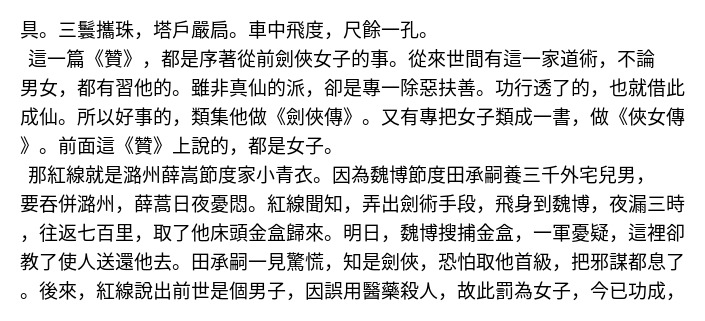 具。三鬟攜珠，塔戶嚴扃。車中飛度，尺餘一孔。
這一篇《贊》，都是序著從前劍俠女子的事。從來世間有這一家道術，不論
男女，都有習他的。雖非真仙的派，卻是專一除惡扶善。功行透了的，也就借此
成仙。所以好事的，類集他做《劍俠傳》。又有專把女子類成一書，做《俠女傳
》。前面這《贊》上說的，都是女子。
那紅線就是潞州薛嵩節度家小青衣。因為魏博節度田承嗣養三千外宅兒男，
要吞併潞州，薛蒿日夜憂悶。紅線聞知，弄出劍術手段，飛身到魏博，夜漏三時
，往返七百里，取了他床頭金盒歸來。明日，魏博搜捕金盒，一軍憂疑，這裡卻
教了使人送還他去。田承嗣一見驚慌，知是劍俠，恐怕取他首級，把邪謀都息了
。後來，紅線說出前世是個男子，因誤用醫藥殺人，故此罰為女子，今已功成，